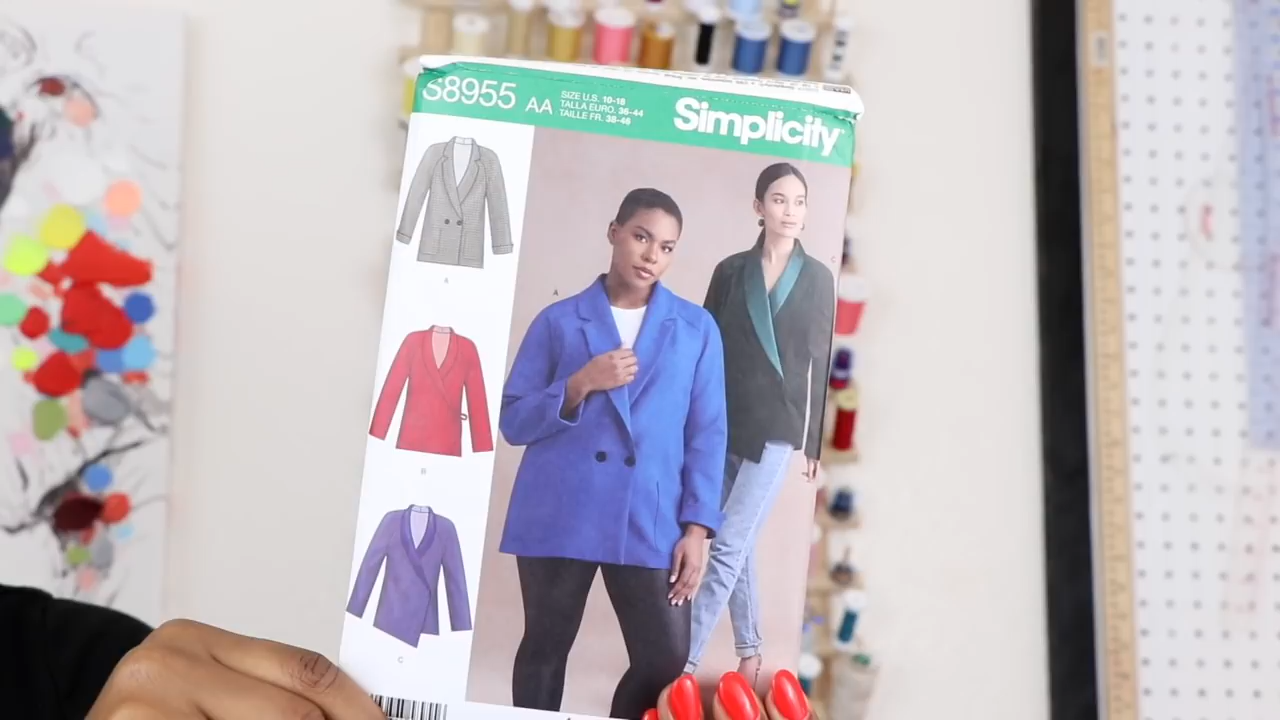 S8955 AA
SIZE U.S. 10-18
TALLA EURO. 36-44
TAILLE FR. 38-46
Simplicity
A
B
C
A
C